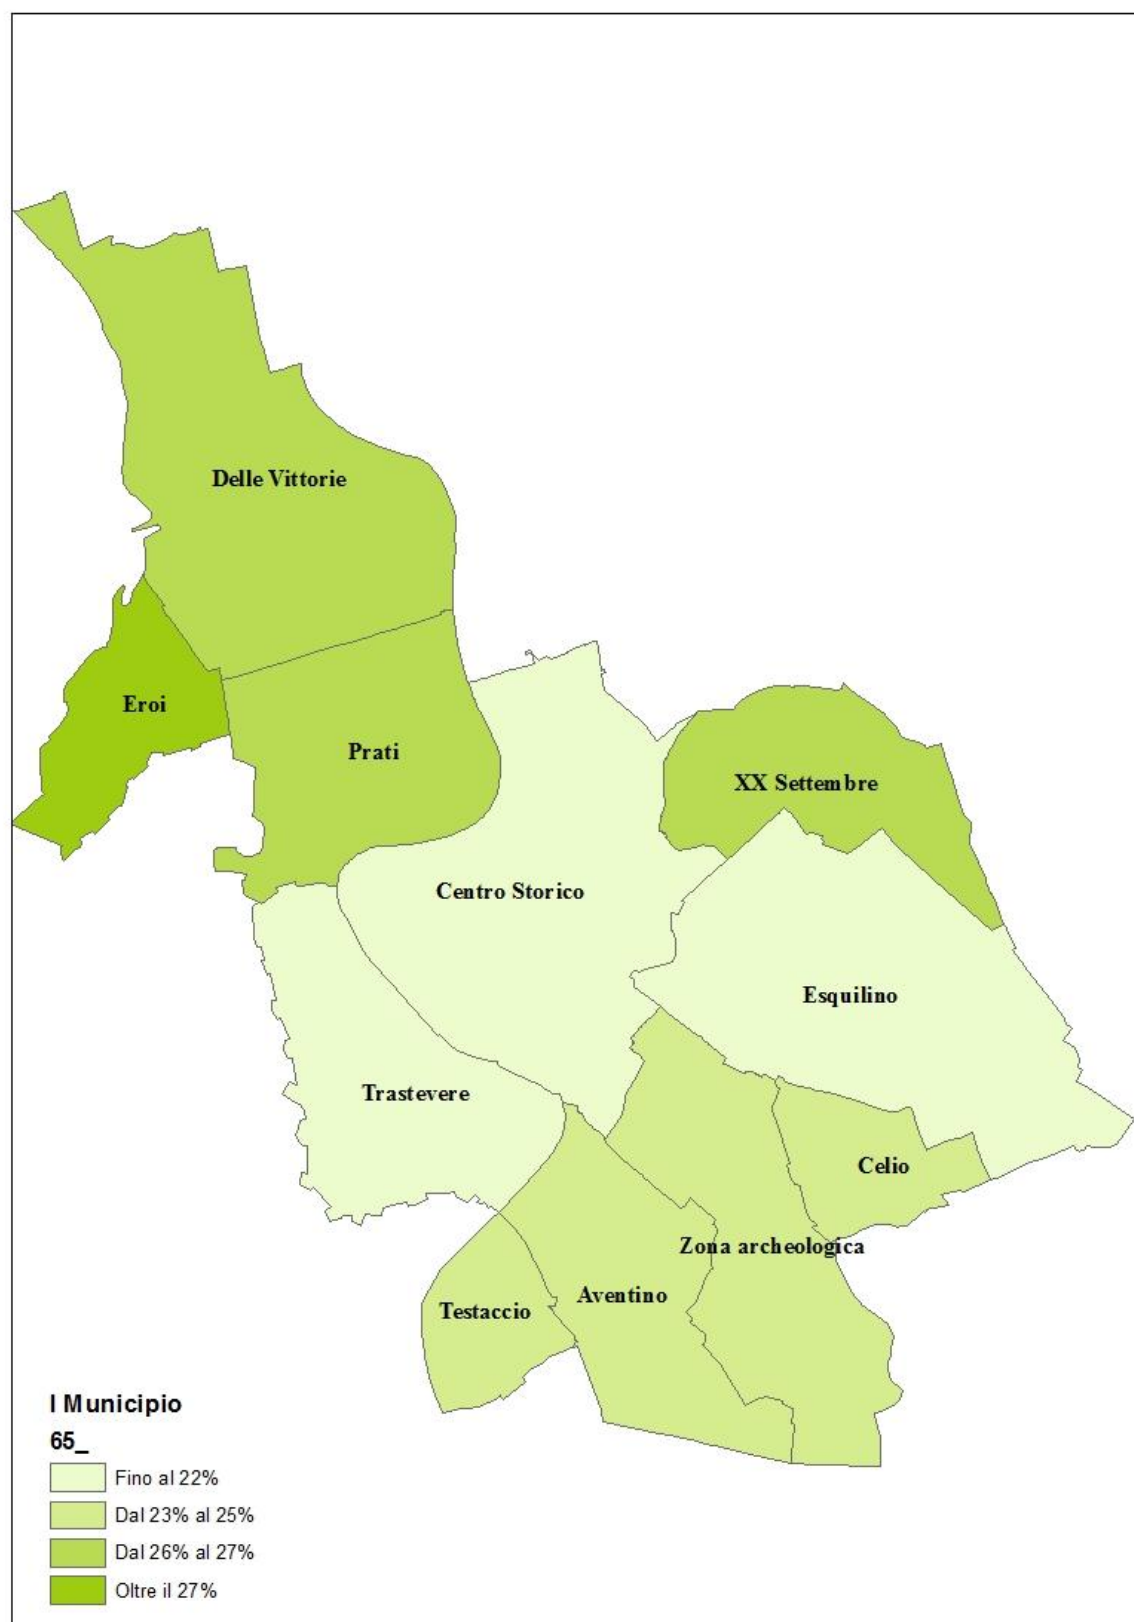 Delle Vittorie
Eroi
Prati
XX Settembre
Centro Storico
Esquilino
Trastevere
Celio
Zona archeologica
Aventino
Testaccio
I Municipio
65_
Fino al 22%
Dal 23% al 25%
Dal 26% al 27%
Oltre il 27%